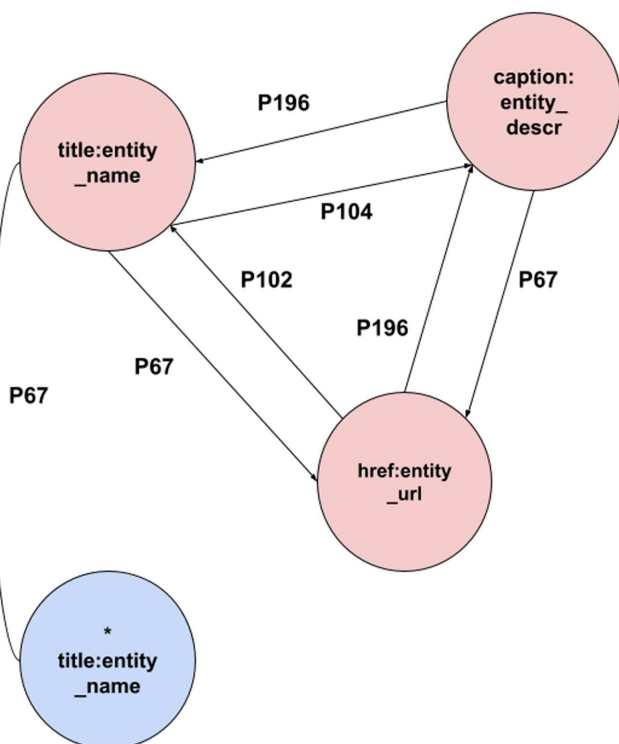 caption:
entity_
descr
P196
title:entity
_name
P104
P102
P67
P196
P67
P67
href:entity
_url
*
title:entity
_name